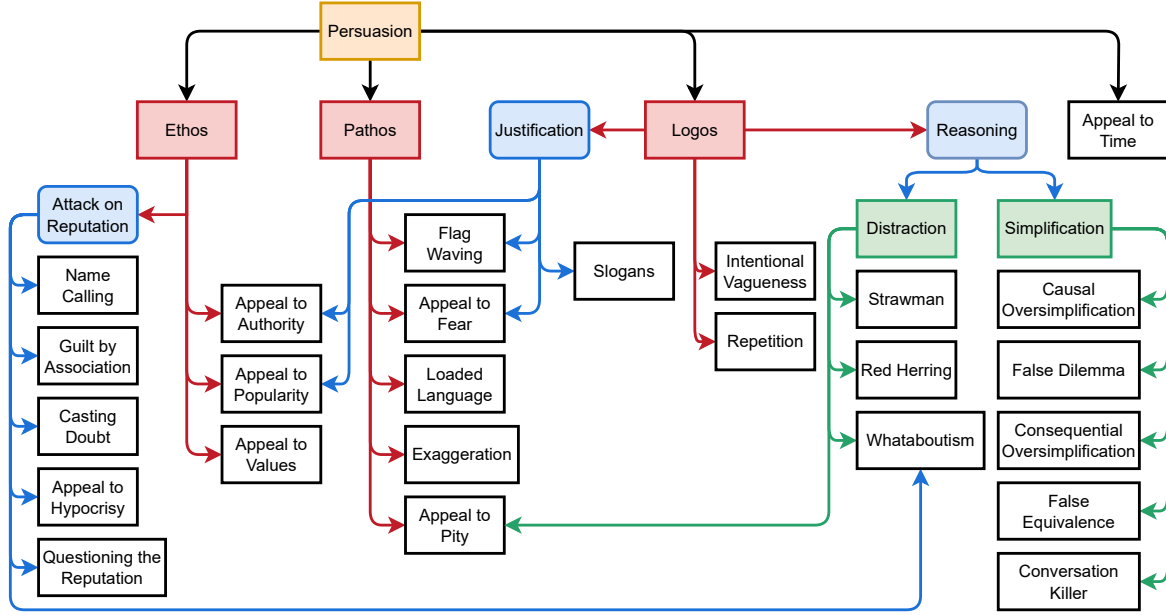 Persuasion
Ethos
Pathos
Justification
Logos
Reasoning
Appeal to
Time
Attack on
Reputation
Name
Calling
Guilt by
Association
Casting
Doubt
Appeal to
Hypocrisy
Questioning the
Reputation
Appeal to
Authority
Appeal to
Popularity
Appeal to
Values
Flag
Waving
Appeal to
Fear
Loaded
Language
Exaggeration
Appeal to
Pity
Slogans
Intentional
Vagueness
Repetition
Distraction
Strawman
Red Herring
Whataboutism
Simplification
Causal
Oversimplification
False Dilemma
Consequential
Oversimplification
False
Equivalence
Conversation
Killer